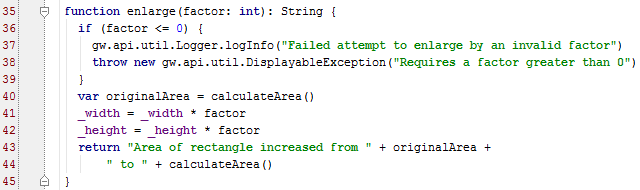 35 function enlarge(factor: int): String {
36 if (factor <= 0) {
37 gw.api.util.Logger.logInfo("Failed attempt to enlarge by an invalid factor")
38 throw new gw.api.util.DisplayableException("Requires a factor greater than 0")
39 }
40 var originalArea = calculateArea()
41 _width = _width * factor
42 _height = _height * factor
43 return "Area of rectangle increased from " + originalArea +
44 " to " + calculateArea()
45 }